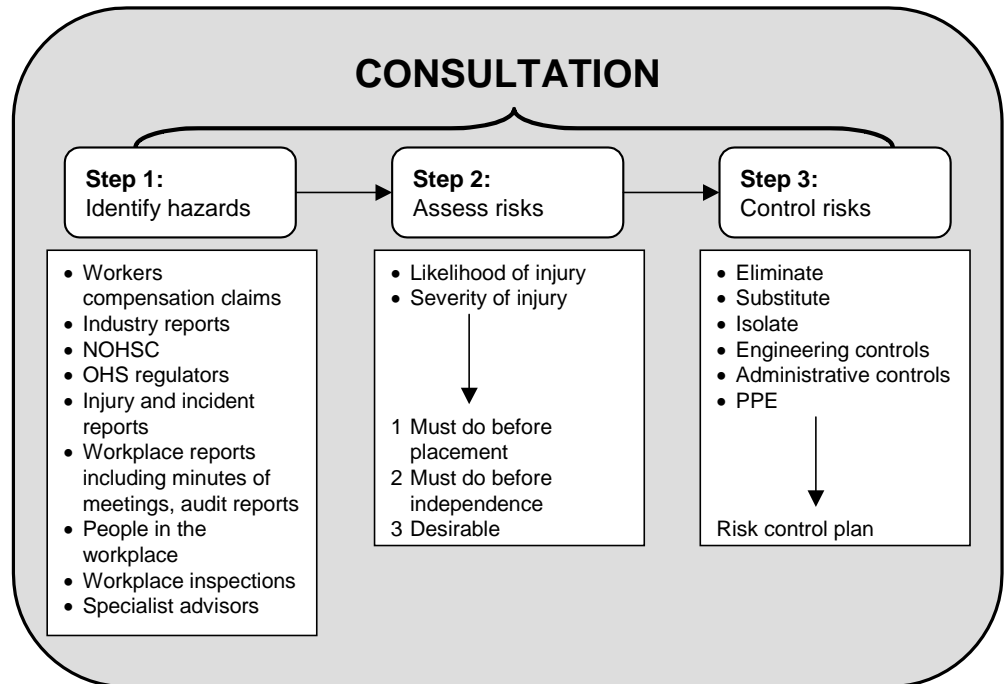 CONSULTATION
Step 1:
Identify hazards
Step 2:
Assess risks
Step 3:
Control risks
• Workers
compensation claims
• Industry reports
• NOHSC
• OHS regulators
• Injury and incident
reports
• Workplace reports
including minutes of
meetings, audit reports
• People in the
workplace
• Workplace inspections
• Specialist advisors
• Likelihood of injury
• Severity of injury
1 Must do before
placement
2 Must do before
independence
3 Desirable
• Eliminate
• Substitute
• Isolate
• Engineering controls
• Administrative controls
• PPE
Risk control plan